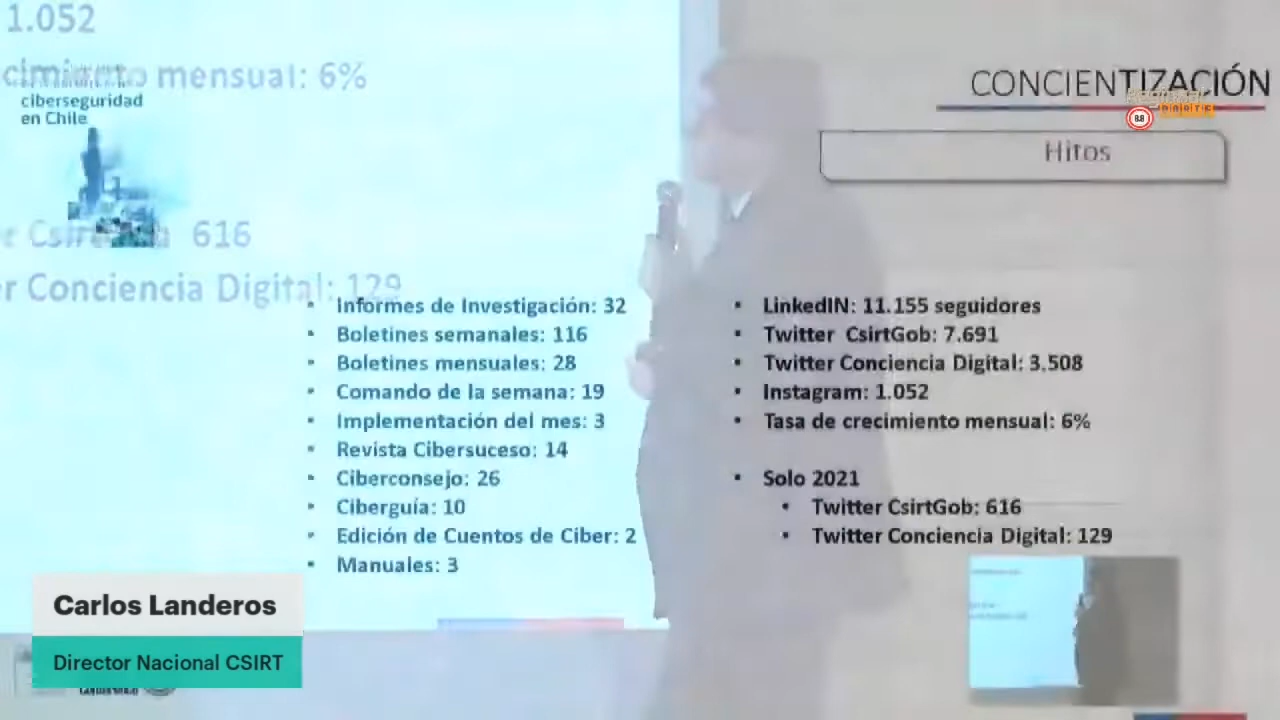 1.052
cimiento mensual: 6%
ciberseguridad
en Chile
616
r Conciencia Digital: 129
CONCIENTIZACIÓN
Hitos
Informes de Investigación: 32
Boletines semanales: 116
Boletines mensuales: 28
Comando de la semana: 19
Implementación del mes: 3
Revista Cibersuceso: 14
Ciberconsejo: 26
Ciberguía: 10
Edición de Cuentos de Ciber: 2
Manuales: 3
LinkedIN: 11.155 seguidores
Twitter CsirtGob: 7.691
Twitter Conciencia Digital: 3.508
Instagram: 1.052
Tasa de crecimiento mensual: 6%
Solo 2021
Twitter CsirtGob: 616
Twitter Conciencia Digital: 129
Carlos Landeros
Director Nacional CSIRT